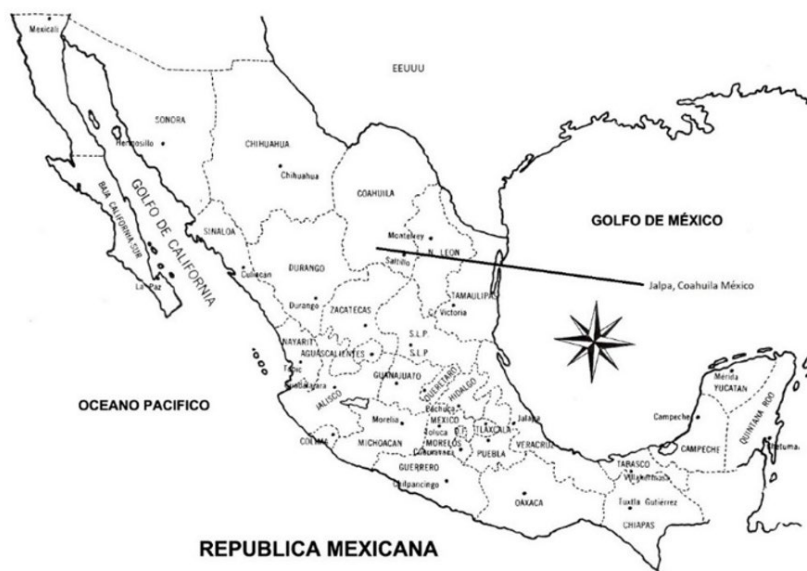 Mexicali
EEUUU
SONORA
Hermosillo
CHIHUAHUA
Chihuahua
COAHUILA
BAJA CALIFORNIA SUR
GOLFO DE CALIFORNIA
GOLFO DE MÉXICO
SINALOA
Monterrey
N. LEON
Saltillo
Culiacán
DURANGO
La Paz
Jalpa, Coahuila México
TAMAULIPAS
Durango
ZACATECAS
C. Victoria
S.L.P.
NAYARIT
AGUASCALIENTES
S.L.P
Tepic
GUANAJUATO
QUERETARO
HIDALGO
Guadalajara
JALISCO
Mérida
YUCATAN
QUINTANA ROO
OCEANO PACIFICO
Pachuca
Morelia
MEXICO
Toluca
D.F.
TLAXCALA
Jalapa
Campeche
COLIMA
MICHOACAN
MORELOS
Cuernavaca
PUEBLA
VERACRUZ
CAMPECHE
GUERRERO
Chilpancingo
TABASCO
Villahermosa
OAXACA
Tuxtla Gutiérrez
CHIAPAS
REPUBLICA MEXICANA